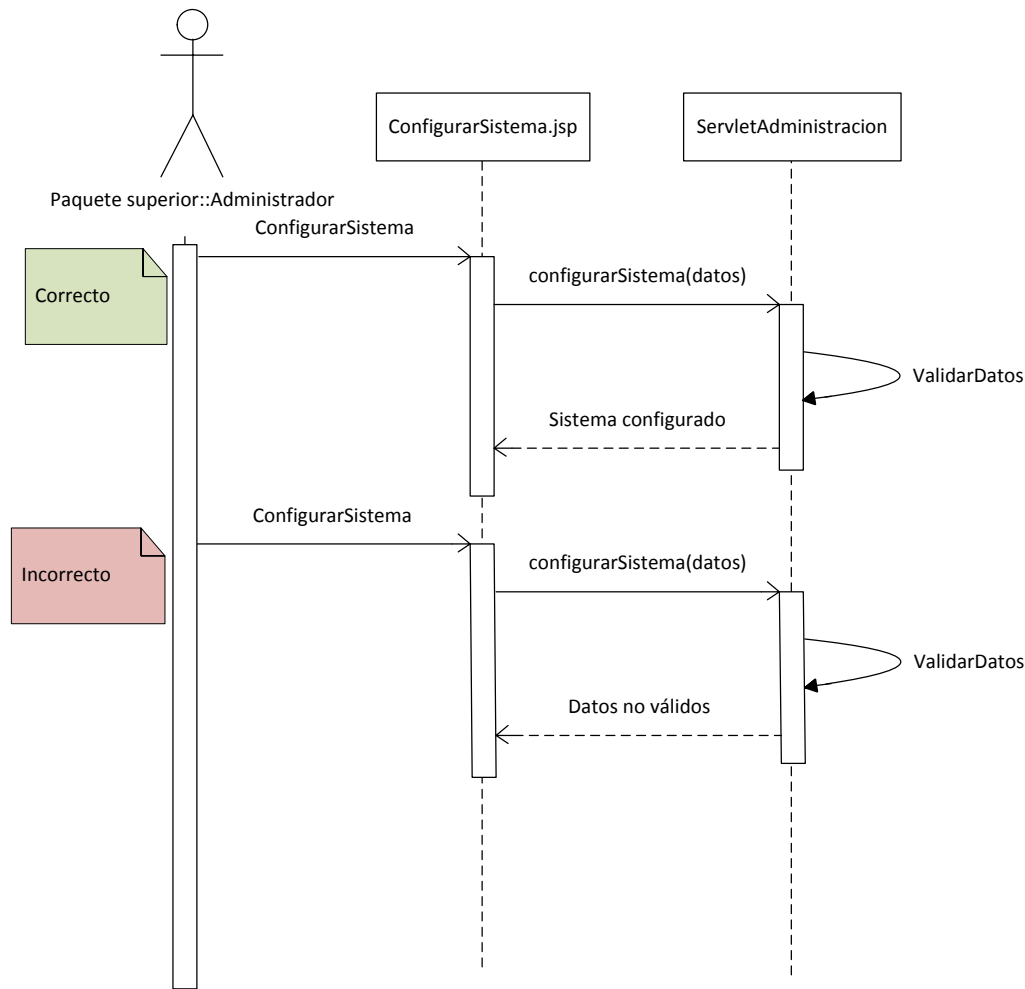 ConfigurarSistema.jsp
ServletAdministracion
Paquete superior::Administrador
ConfigurarSistema
Correcto
configurarSistema(datos)
ValidarDatos
Sistema configurado
ConfigurarSistema
Incorrecto
configurarSistema(datos)
ValidarDatos
Datos no válidos